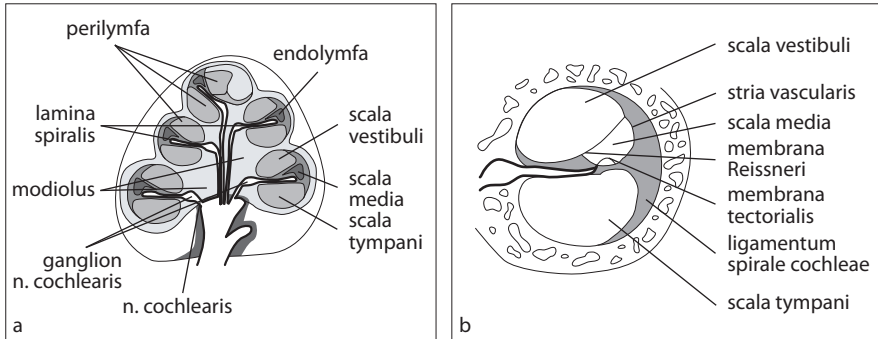 perilymfa
endolymfa
lamina
spiralis
scala
vestibuli
modiolus
scala
media
scala
tympani
ganglion
n. cochlearis
n. cochlearis
a
scala vestibuli
stria vascularis
scala media
membrana
Reissneri
membrana
tectorialis
ligamentum
spirale cochleae
scala tympani
b